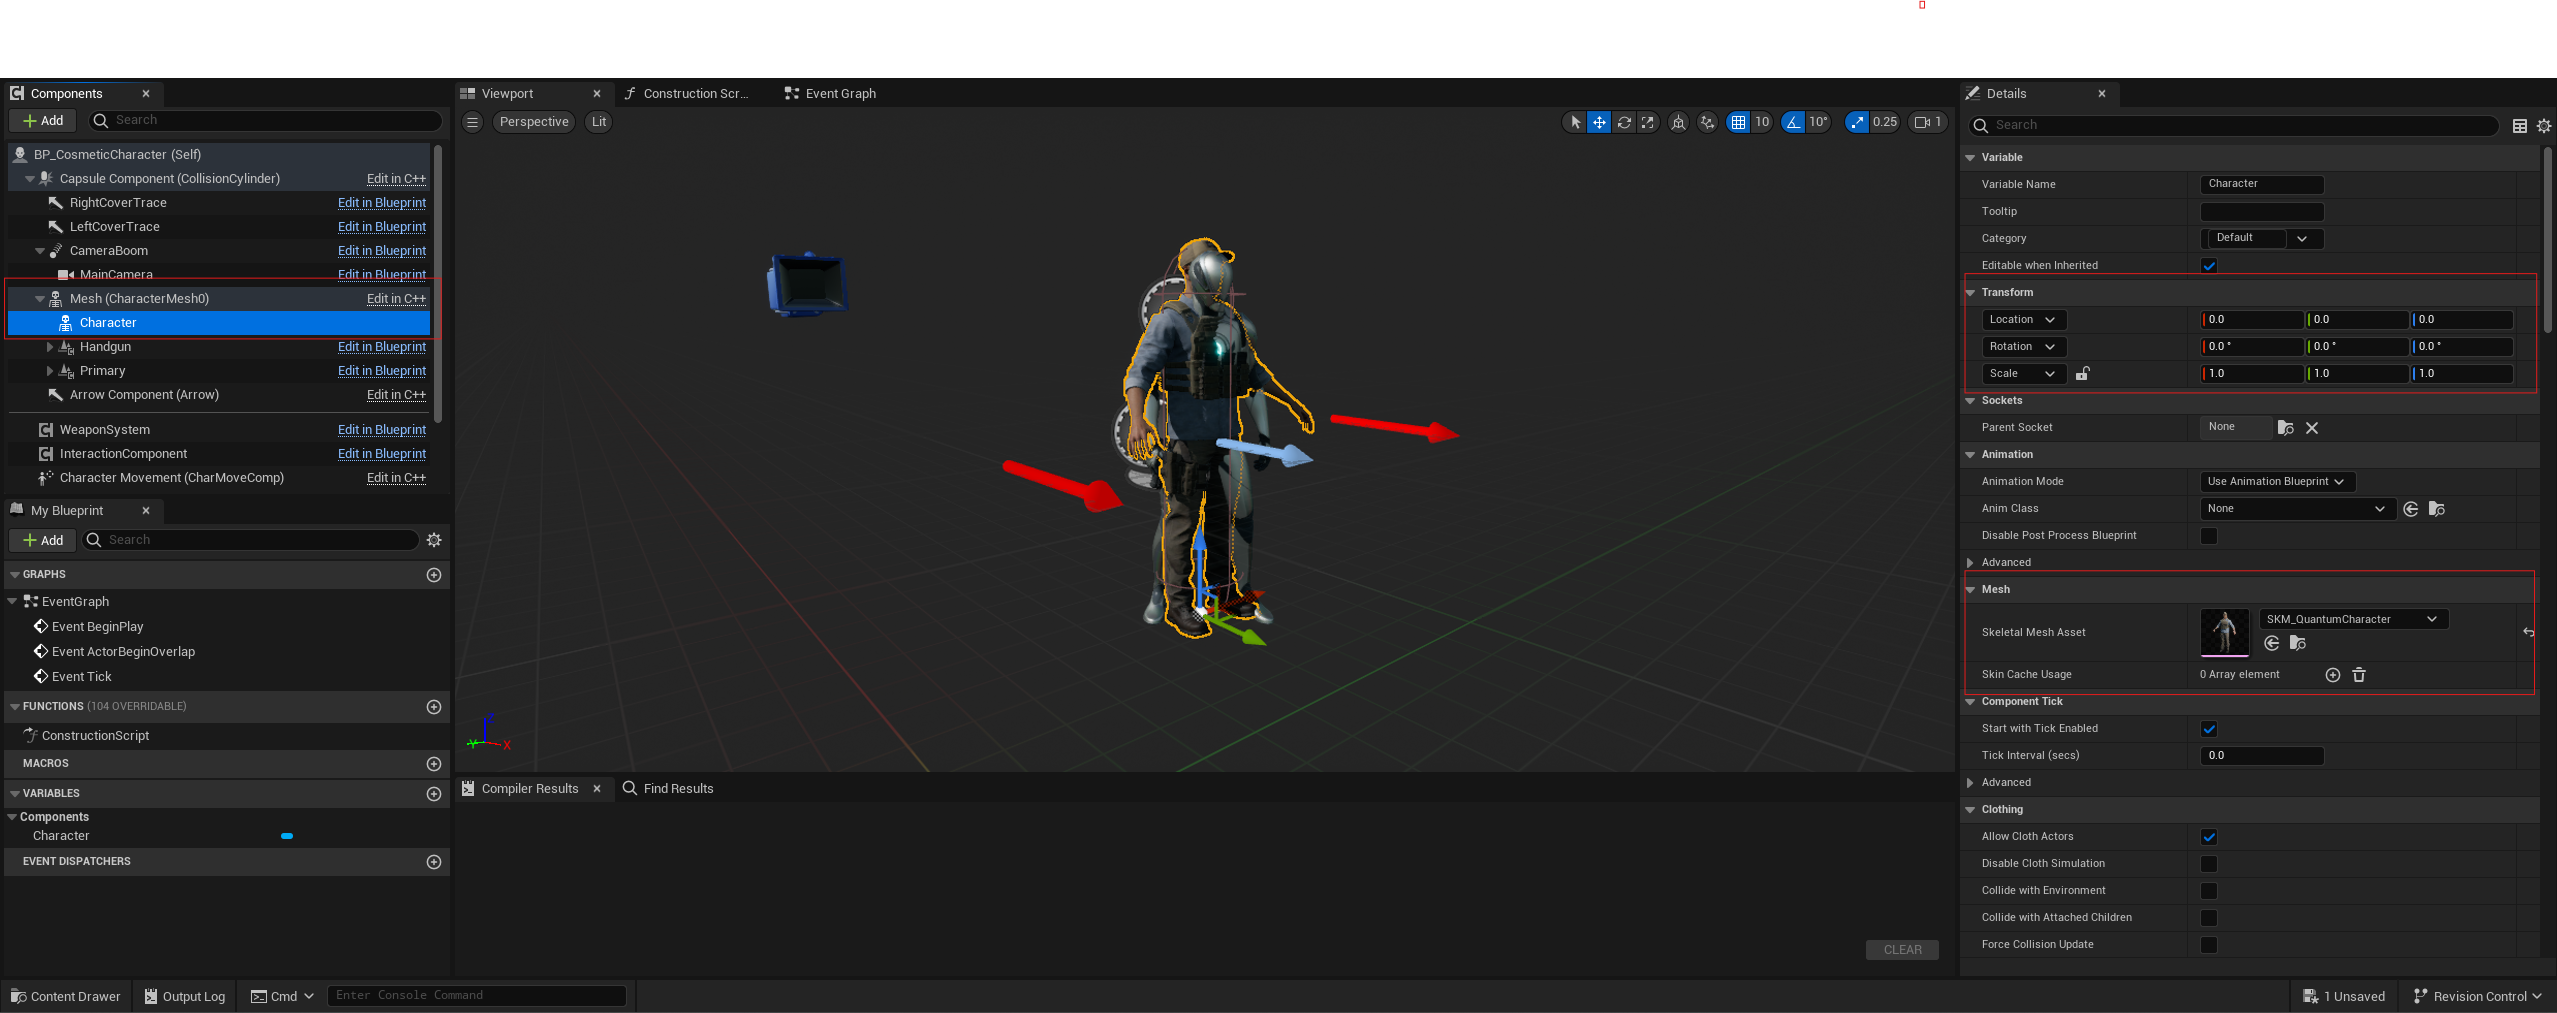 Components
Add
Search
BP_CosmeticCharacter (Self)
Capsule Component (CollisionCylinder) Edit in C++
RightCoverTrace Edit in Blueprint
LeftCoverTrace Edit in Blueprint
CameraBoom Edit in Blueprint
MainCamera Edit in Blueprint
Mesh (CharacterMesh0) Edit in C++
Character
Handgun Edit in Blueprint
Primary Edit in Blueprint
Arrow Component (Arrow) Edit in C++
WeaponSystem Edit in Blueprint
InteractionComponent Edit in Blueprint
Character Movement (CharMoveComp) Edit in C++
My Blueprint
Add
Search
GRAPHS
EventGraph
Event BeginPlay
Event ActorBeginOverlap
Event Tick
FUNCTIONS (104 OVERRIDABLE)
ConstructionScript
MACROS
VARIABLES
Components
Character
EVENT DISPATCHERS
Viewport
Construction Scr...
Event Graph
Perspective
Lit
10
10°
0.25
1
Z
Y
X
Compiler Results
Find Results
CLEAR
Details
Search
Variable
Variable Name Character
Tooltip
Category Default
Editable when Inherited
Transform
Location 0.0 0.0 0.0
Rotation 0.0 ° 0.0 ° 0.0 °
Scale 1.0 1.0 1.0
Sockets
Parent Socket None
Animation
Animation Mode Use Animation Blueprint
Anim Class None
Disable Post Process Blueprint
Advanced
Mesh
Skeletal Mesh Asset SKM_QuantumCharacter
Skin Cache Usage 0 Array element
Component Tick
Start with Tick Enabled
Tick Interval (secs) 0.0
Advanced
Clothing
Allow Cloth Actors
Disable Cloth Simulation
Collide with Environment
Collide with Attached Children
Force Collision Update
Content Drawer
Output Log
Cmd
Enter Console Command
1 Unsaved
Revision Control